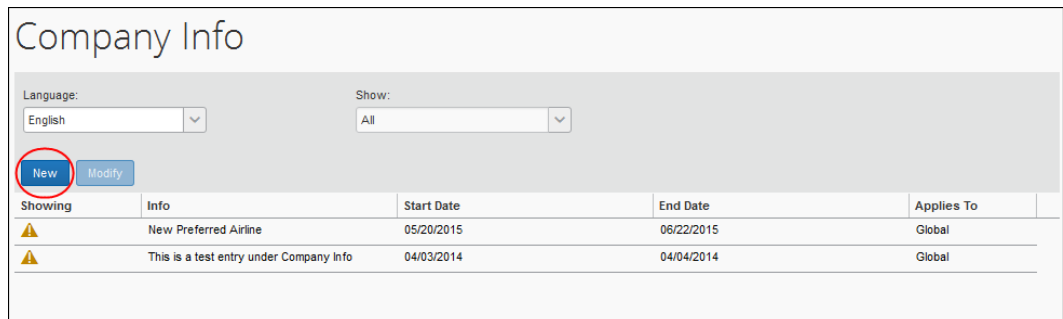 Company Info
Language: Show:
English All
New Modify
Showing Info Start Date End Date Applies To
New Preferred Airline 05/20/2015 06/22/2015 Global
This is a test entry under Company Info 04/03/2014 04/04/2014 Global